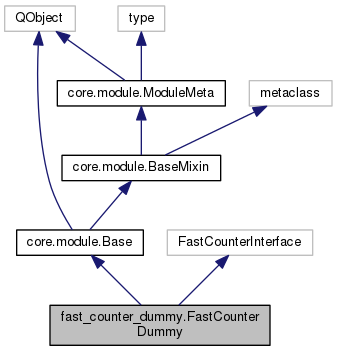 QObject
type
core.module.ModuleMeta
metaclass
core.module.BaseMixin
core.module.Base
FastCounterInterface
fast_counter_dummy.FastCounter
Dummy